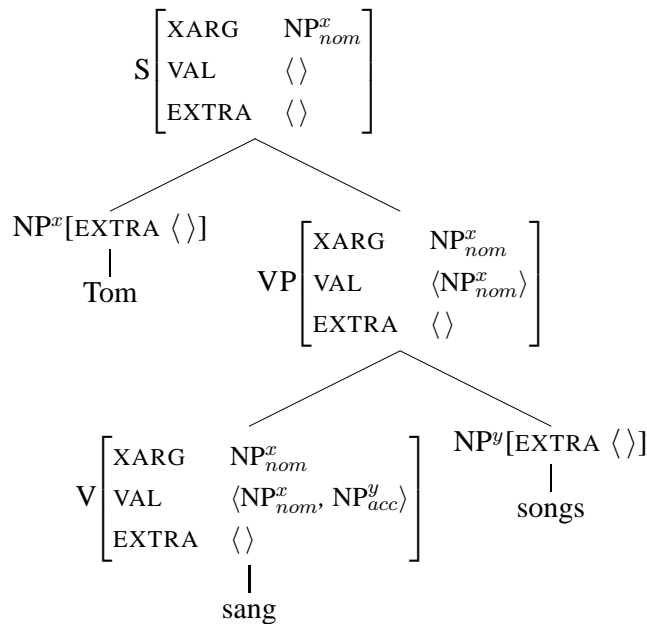 S[XARG NP^x_nom
VAL ⟨ ⟩
EXTRA ⟨ ⟩]
NP^x[EXTRA ⟨ ⟩]
Tom
VP[XARG NP^x_nom
VAL ⟨NP^x_nom⟩
EXTRA ⟨ ⟩]
V[XARG NP^x_nom
VAL ⟨NP^x_nom, NP^y_acc⟩
EXTRA ⟨ ⟩]
sang
NP^y[EXTRA ⟨ ⟩]
songs